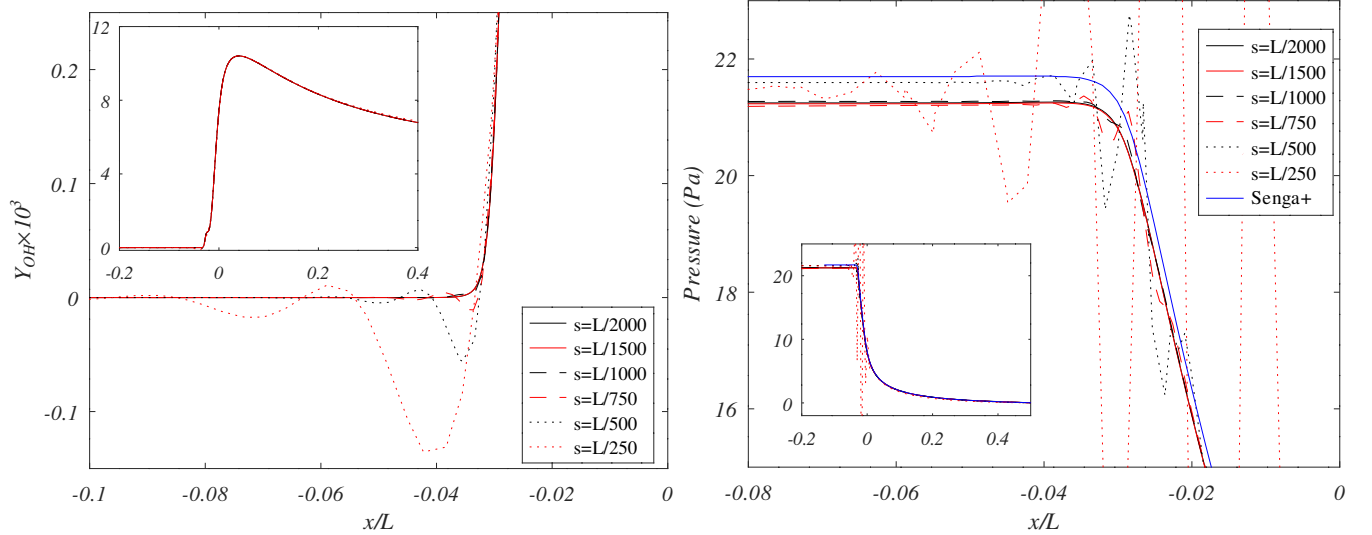 12
8
4
0
-0.2
0
0.2
0.4
0.2
0.1
0
-0.1
Y_OH×10³
s=L/2000
s=L/1500
s=L/1000
s=L/750
s=L/500
s=L/250
-0.1
-0.08
-0.06
-0.04
-0.02
0
x/L
22
20
18
16
Pressure (Pa)
s=L/2000
s=L/1500
s=L/1000
s=L/750
s=L/500
s=L/250
Senga+
20
10
0
-0.2
0
0.2
0.4
-0.08
-0.06
-0.04
-0.02
0
x/L